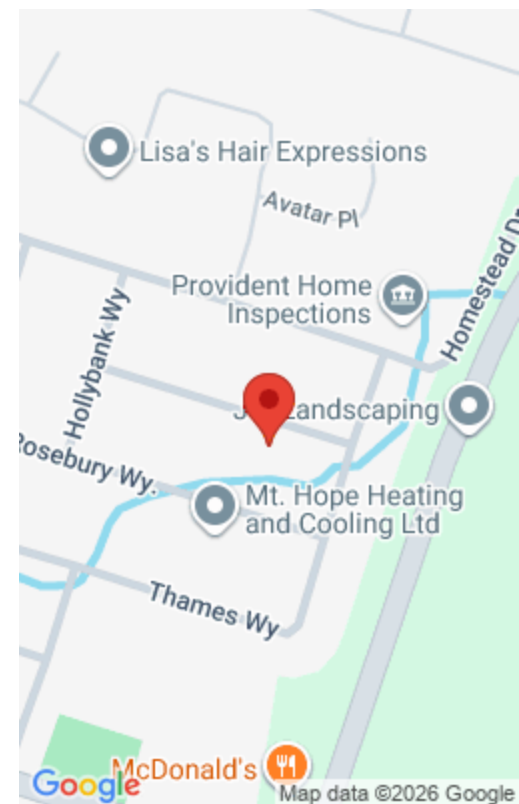 Lisa's Hair Expressions
Avatar Pl
Homestead Dr
Provident Home
Inspections
Hollybank Wy
Landscaping
Rosebury Wy.
Mt. Hope Heating
and Cooling Ltd
Thames Wy
McDonald's
Google
Map data ©2026 Google